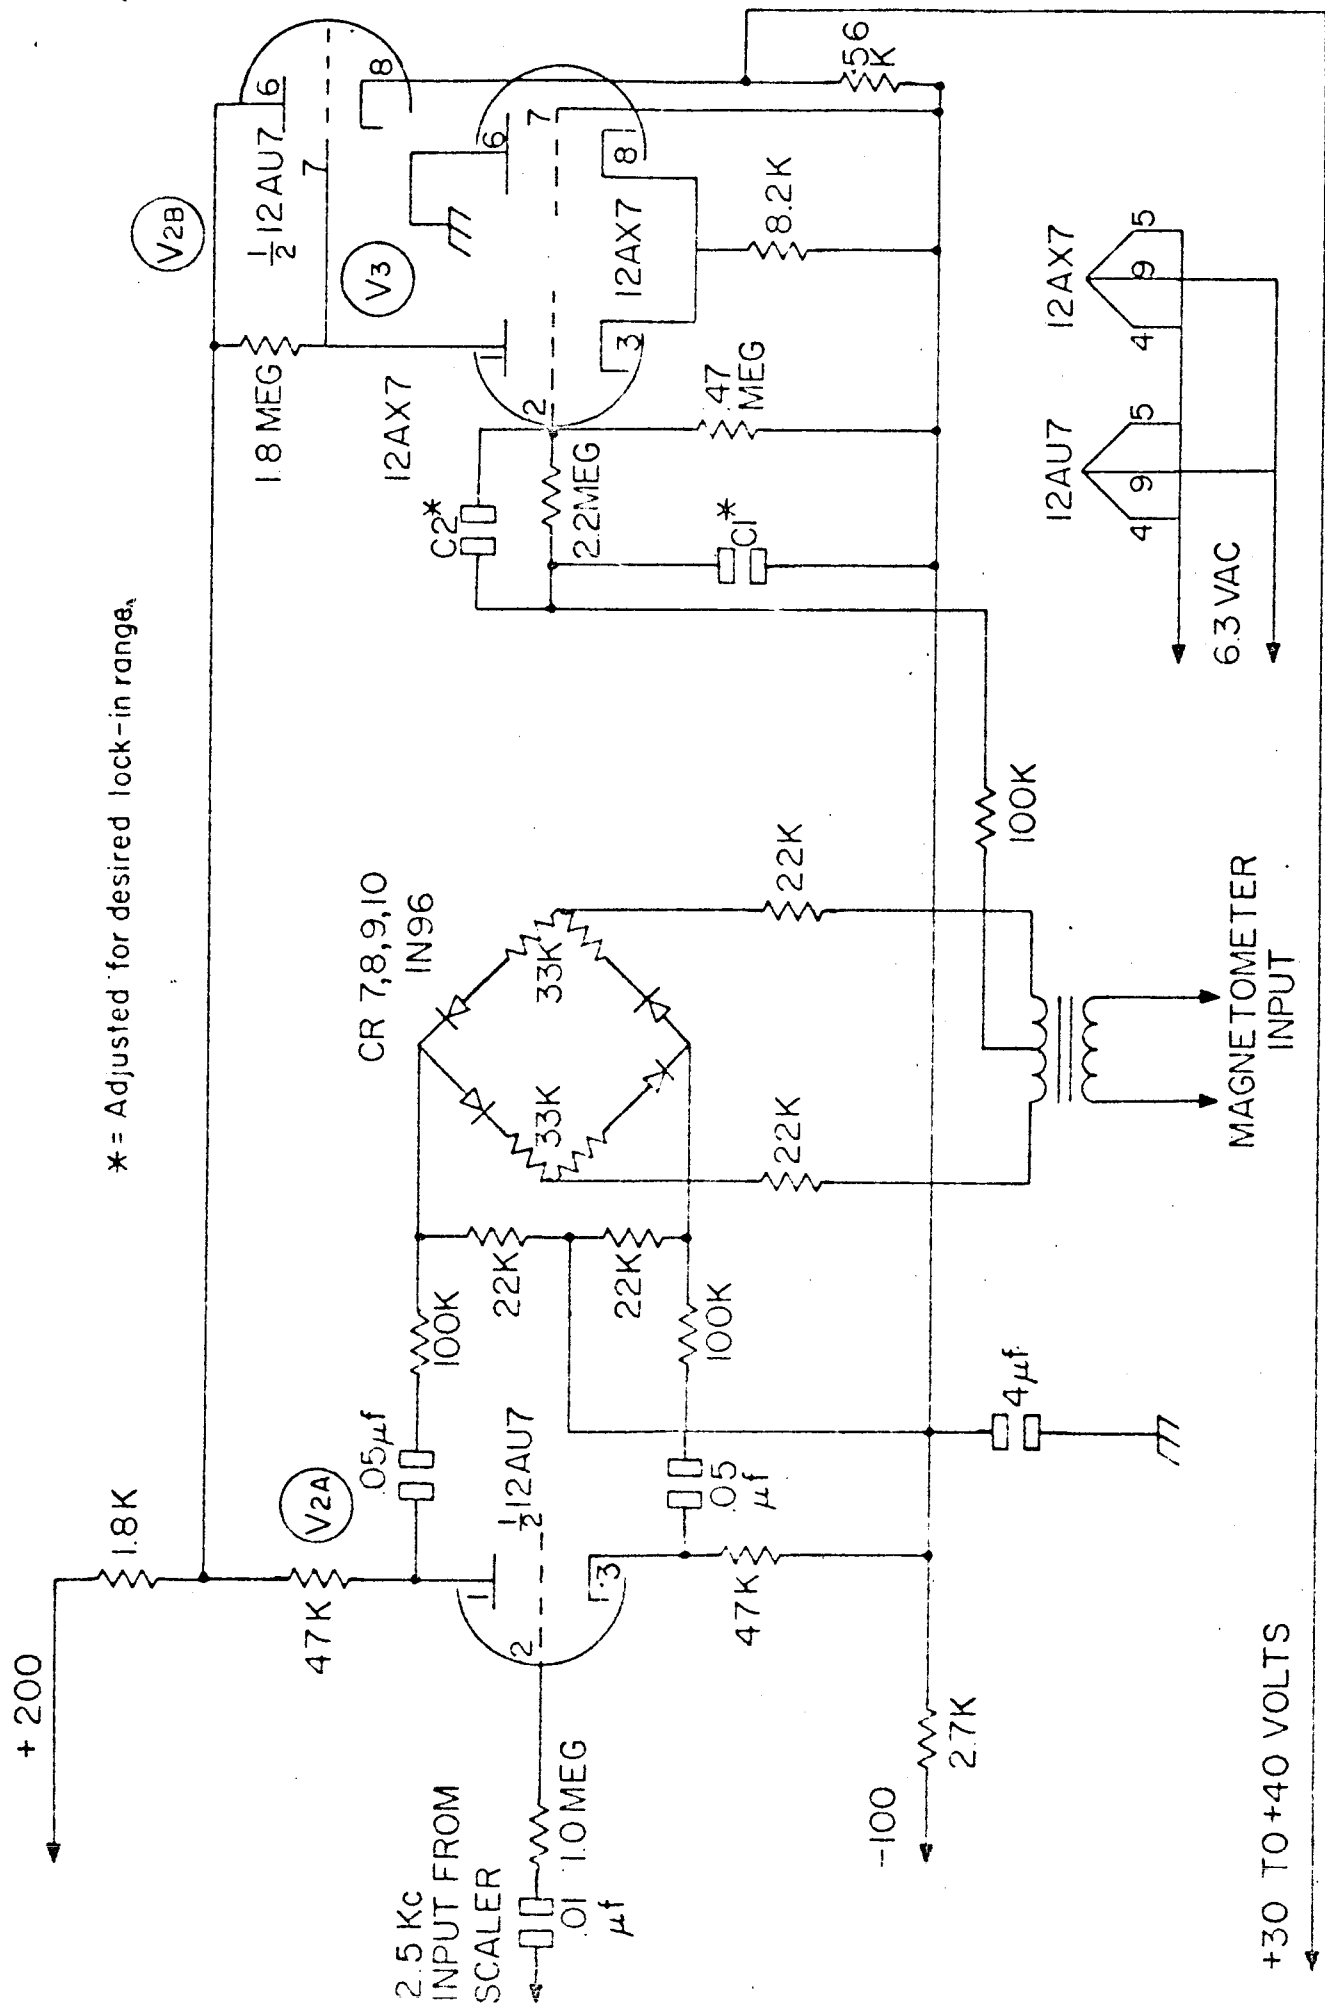 * = Adjusted for desired lock-in range.
+200
1.8K
47K
V2A
.05µf
100K
2.5 Kc
INPUT FROM
SCALER
.01
µf
1.0 MEG
1
2
3
½ 12AU7
47K
.05
µf
100K
22K
22K
CR 7,8,9,10
IN96
33K
33K
22K
22K
-100
2.7K
4µf
100K
MAGNETOMETER
INPUT
V2B
½ 12AU7
6
7
8
1.8 MEG
V3
12AX7
C2*
2.2MEG
C1*
.47
MEG
1
2
3
6
7
8
12AX7
8.2K
.56
K
12AU7
4
9
5
12AX7
4
9
5
6.3 VAC
+30 TO +40 VOLTS